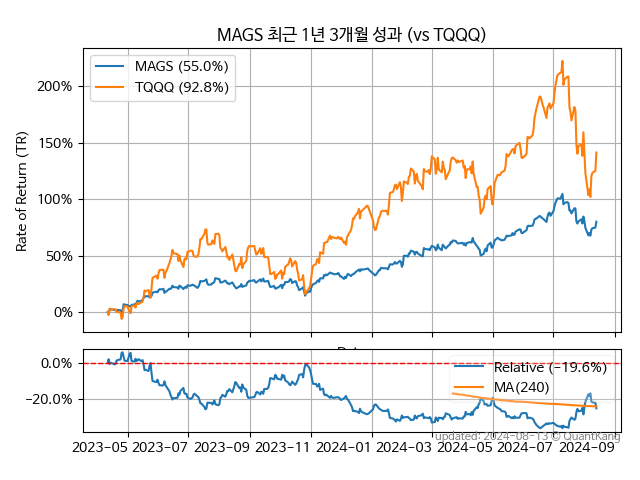 MAGS 최근 1년 3개월 성과 (vs TQQQ)
MAGS (55.0%)
TQQQ (92.8%)
200%
150%
100%
50%
0%
Rate of Return (TR)
Relative (−19.6%)
MA(240)
0.0%
−20.0%
updated: 2024-08-13 © QuantKang
2023−05 2023−07 2023−09 2023−11 2024−01 2024−03 2024−05 2024−07 2024−09